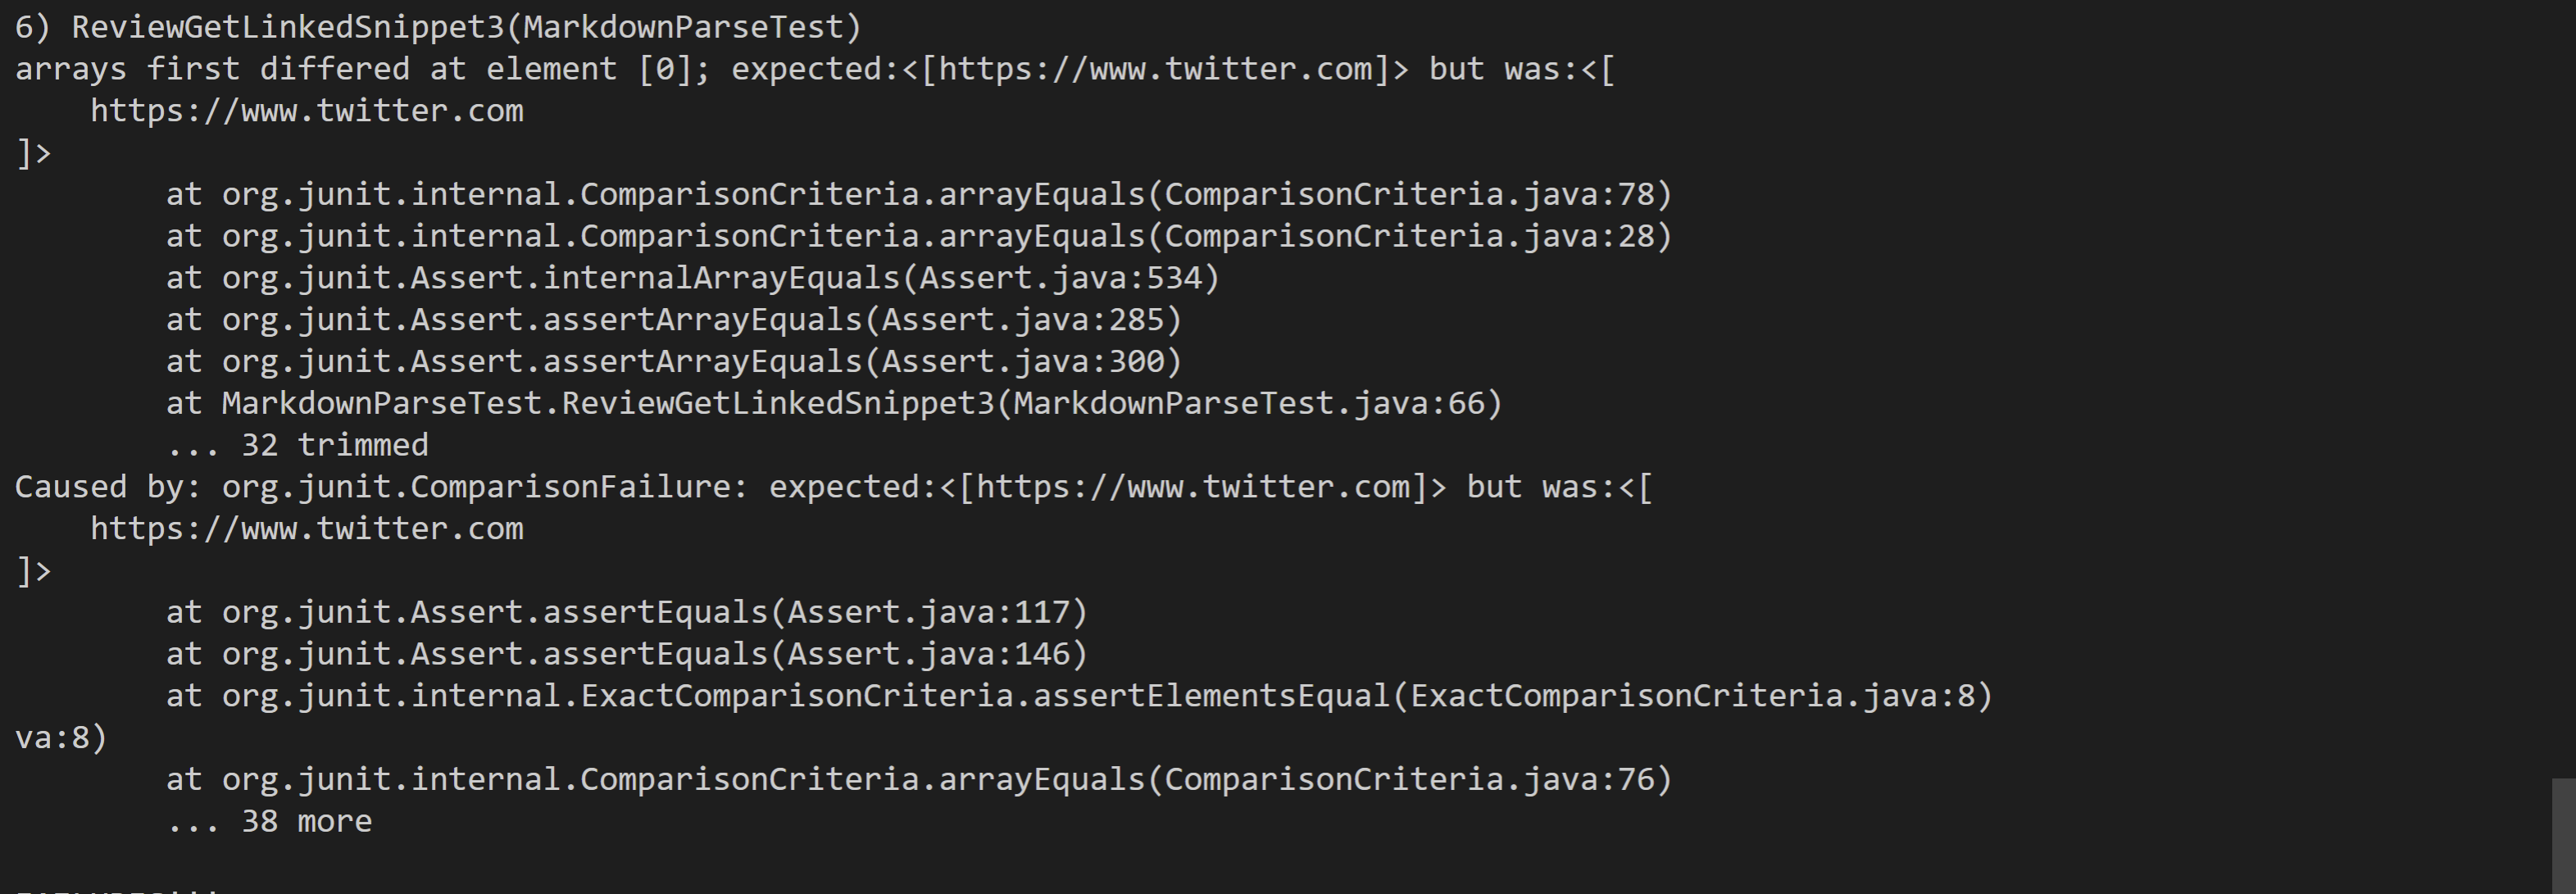 6) ReviewGetLinkedSnippet3(MarkdownParseTest)
arrays first differed at element [0]; expected:<[https://www.twitter.com]> but was:<[
    https://www.twitter.com
]>
        at org.junit.internal.ComparisonCriteria.arrayEquals(ComparisonCriteria.java:78)
        at org.junit.internal.ComparisonCriteria.arrayEquals(ComparisonCriteria.java:28)
        at org.junit.Assert.internalArrayEquals(Assert.java:534)
        at org.junit.Assert.assertArrayEquals(Assert.java:285)
        at org.junit.Assert.assertArrayEquals(Assert.java:300)
        at MarkdownParseTest.ReviewGetLinkedSnippet3(MarkdownParseTest.java:66)
        ... 32 trimmed
Caused by: org.junit.ComparisonFailure: expected:<[https://www.twitter.com]> but was:<[
    https://www.twitter.com
]>
        at org.junit.Assert.assertEquals(Assert.java:117)
        at org.junit.Assert.assertEquals(Assert.java:146)
        at org.junit.internal.ExactComparisonCriteria.assertElementsEqual(ExactComparisonCriteria.java:8)
va:8)
        at org.junit.internal.ComparisonCriteria.arrayEquals(ComparisonCriteria.java:76)
        ... 38 more